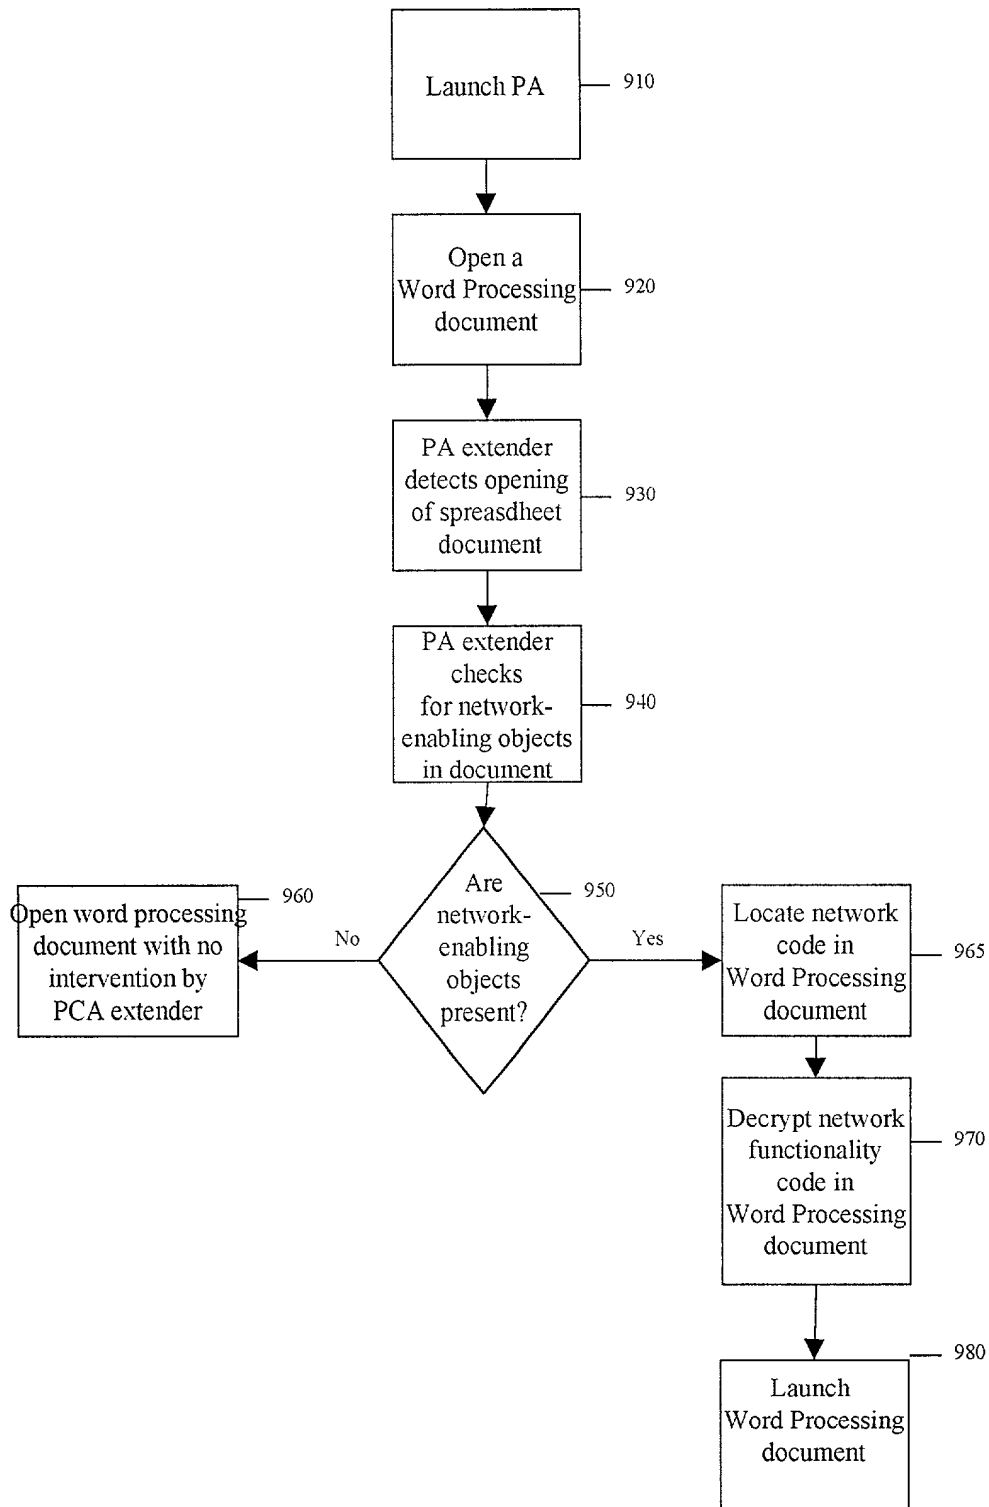 Launch PA
910
Open a
Word Processing
document
920
PA extender
detects opening
of spreasdheet
document
930
PA extender
checks
for network-
enabling objects
in document
940
Are
network-
enabling
objects
present?
950
No
Yes
Open word processing
document with no
intervention by
PCA extender
960
Locate network
code in
Word Processing
document
965
Decrypt network
functionality
code in
Word Processing
document
970
Launch
Word Processing
document
980